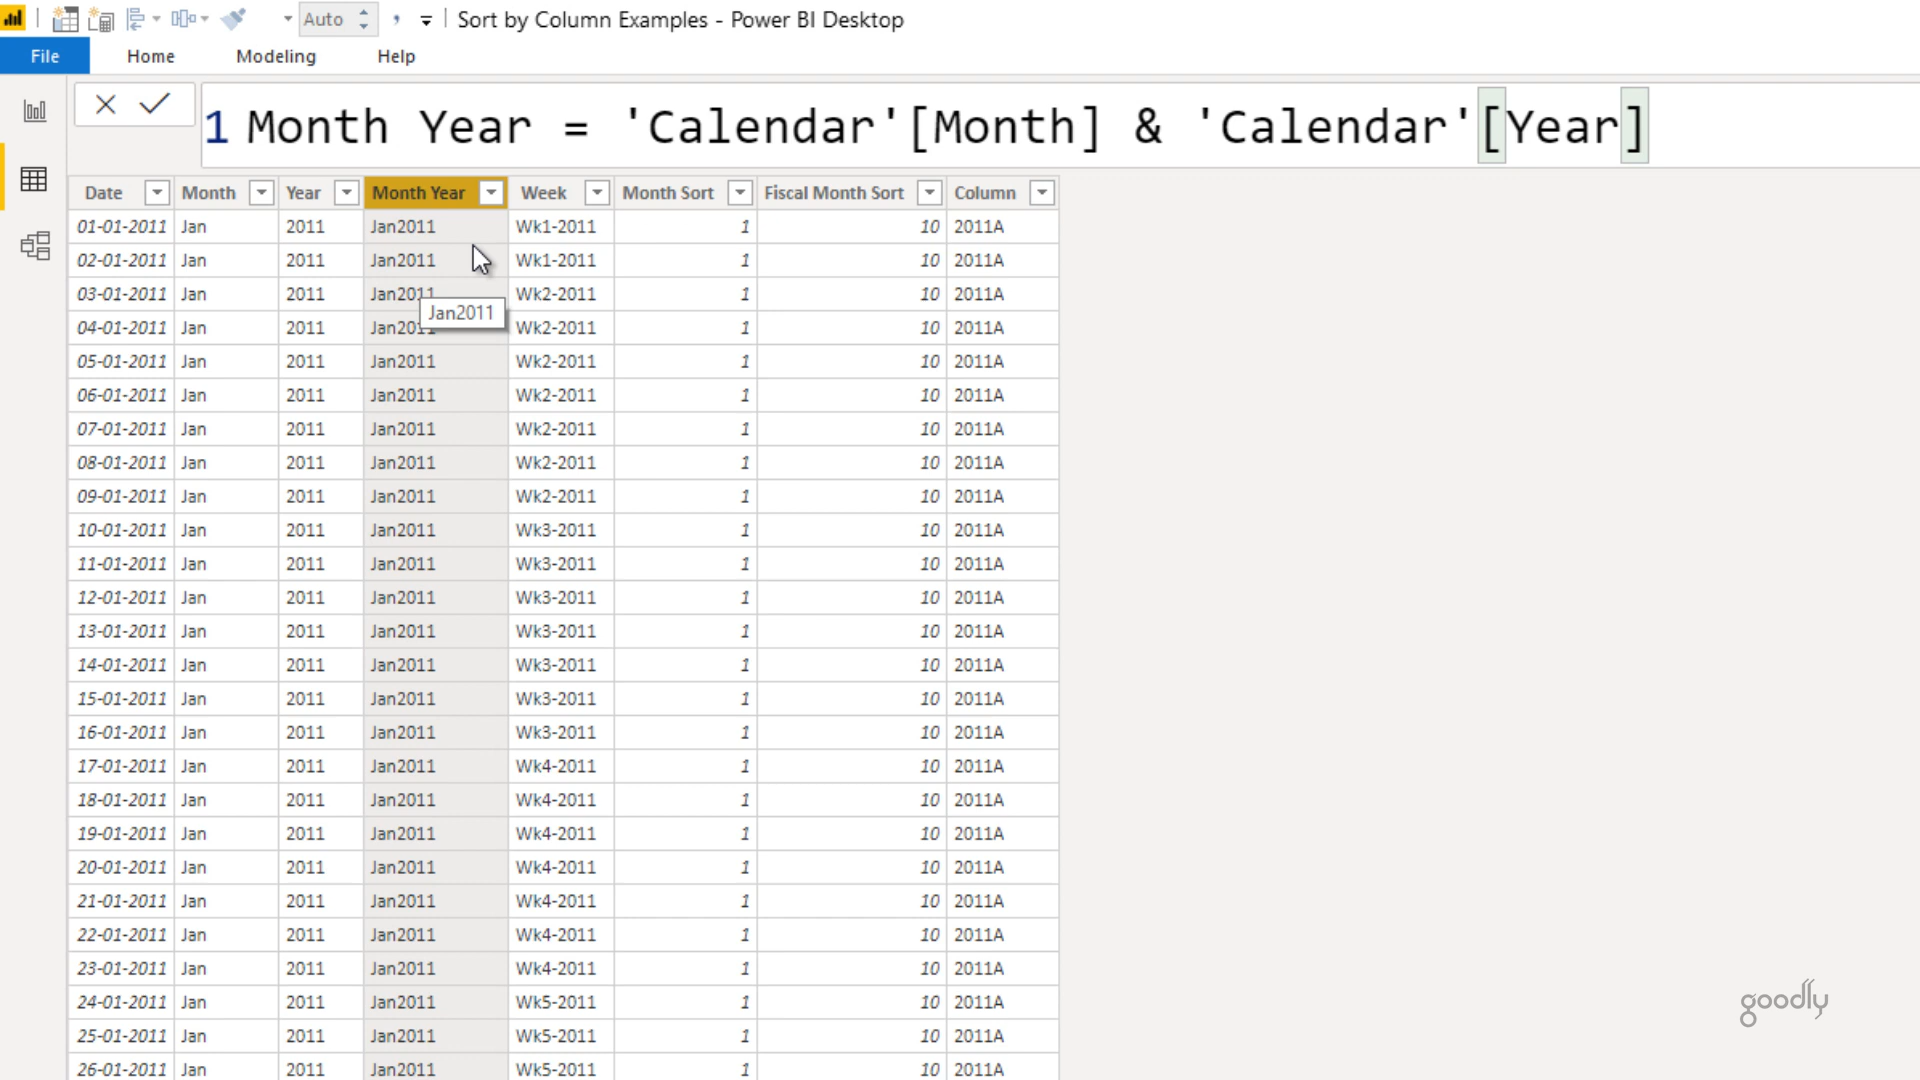 Auto Sort by Column Examples - Power BI Desktop
File Home Modeling Help
1 Month Year = 'Calendar'[Month] & 'Calendar'[Year]
Date Month Year Month Year Week Month Sort Fiscal Month Sort Column
01-01-2011 Jan 2011 Jan2011 Wk1-2011 1 10 2011A
02-01-2011 Jan 2011 Jan2011 Wk1-2011 1 10 2011A
03-01-2011 Jan 2011 Jan2011 Wk2-2011 1 10 2011A
Jan2011
04-01-2011 Jan 2011 Jan2011 Wk2-2011 1 10 2011A
05-01-2011 Jan 2011 Jan2011 Wk2-2011 1 10 2011A
06-01-2011 Jan 2011 Jan2011 Wk2-2011 1 10 2011A
07-01-2011 Jan 2011 Jan2011 Wk2-2011 1 10 2011A
08-01-2011 Jan 2011 Jan2011 Wk2-2011 1 10 2011A
09-01-2011 Jan 2011 Jan2011 Wk2-2011 1 10 2011A
10-01-2011 Jan 2011 Jan2011 Wk3-2011 1 10 2011A
11-01-2011 Jan 2011 Jan2011 Wk3-2011 1 10 2011A
12-01-2011 Jan 2011 Jan2011 Wk3-2011 1 10 2011A
13-01-2011 Jan 2011 Jan2011 Wk3-2011 1 10 2011A
14-01-2011 Jan 2011 Jan2011 Wk3-2011 1 10 2011A
15-01-2011 Jan 2011 Jan2011 Wk3-2011 1 10 2011A
16-01-2011 Jan 2011 Jan2011 Wk3-2011 1 10 2011A
17-01-2011 Jan 2011 Jan2011 Wk4-2011 1 10 2011A
18-01-2011 Jan 2011 Jan2011 Wk4-2011 1 10 2011A
19-01-2011 Jan 2011 Jan2011 Wk4-2011 1 10 2011A
20-01-2011 Jan 2011 Jan2011 Wk4-2011 1 10 2011A
21-01-2011 Jan 2011 Jan2011 Wk4-2011 1 10 2011A
22-01-2011 Jan 2011 Jan2011 Wk4-2011 1 10 2011A
23-01-2011 Jan 2011 Jan2011 Wk4-2011 1 10 2011A
24-01-2011 Jan 2011 Jan2011 Wk5-2011 1 10 2011A
25-01-2011 Jan 2011 Jan2011 Wk5-2011 1 10 2011A
26-01-2011 Jan 2011 Jan2011 Wk5-2011 1 10 2011A
goodly